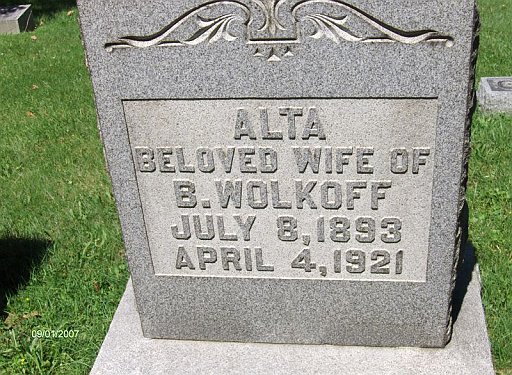 ALTA
BELOVED WIFE OF
B. WOLKOFF
JULY 8, 1893
APRIL 4, 1921
09/01/2007